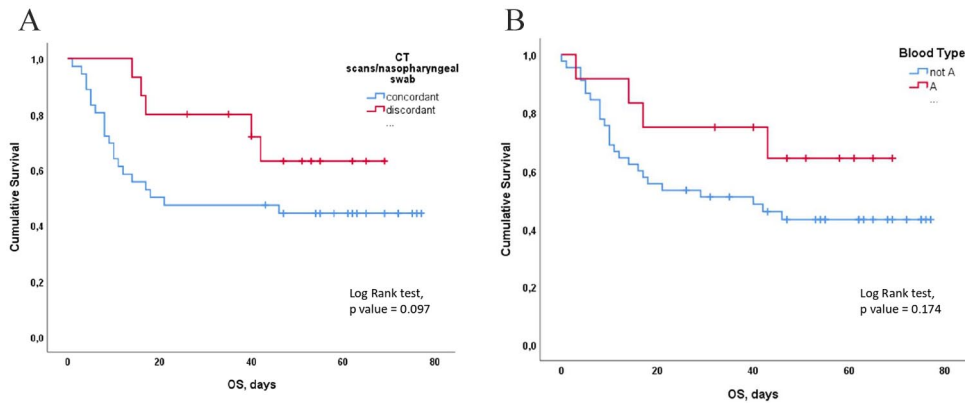 A
CT
scans/nasopharyngeal
swab
concordant
discordant
...
1,0
0,8
0,6
0,4
0,2
0,0
Cumulative Survival
Log Rank test,
p value = 0.097
0
20
40
60
80
OS, days
B
Blood Type
not A
A
...
1,0
0,8
0,6
0,4
0,2
0,0
Cumulative Survival
Log Rank test,
p value = 0.174
0
20
40
60
80
OS, days